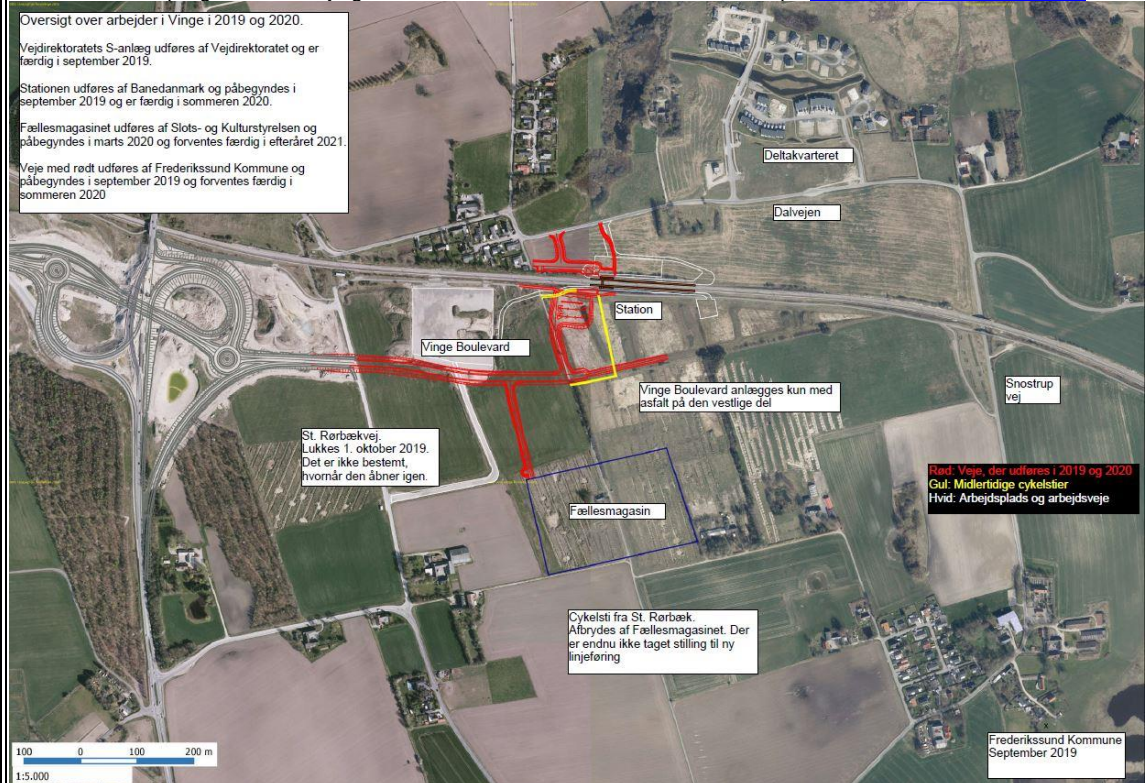 Oversigt over arbejder i Vinge i 2019 og 2020.
Vejdirektoratets S-anlæg udføres af Vejdirektoratet og er
færdig i september 2019.
Stationen udføres af Banedanmark og påbegyndes i
september 2019 og er færdig i sommeren 2020.
Fællesmagasinet udføres af Slots- og Kulturstyrelsen og
påbegyndes i marts 2020 og forventes færdig i efteråret 2021.
Veje med rødt udføres af Frederikssund Kommune og
påbegyndes i september 2019 og forventes færdig i
sommeren 2020
Deltakvarteret
Dalvejen
Station
Vinge Boulevard
Vinge Boulevard anlægges kun med
asfalt på den vestlige del
Snostrup
vej
St. Rørbækvej.
Lukkes 1. oktober 2019.
Det er ikke bestemt,
hvornår den åbner igen.
Rød: Veje, der udføres i 2019 og 2020
Gul: Midlertidige cykelstier
Hvid: Arbejdsplads og arbejdsveje
Fællesmagasin
Cykelsti fra St. Rørbæk.
Afbrydes af Fællesmagasinet. Der
er endnu ikke taget stilling til ny
linjeføring
Frederikssund Kommune
September 2019
100 0 100 200 m
1:5.000